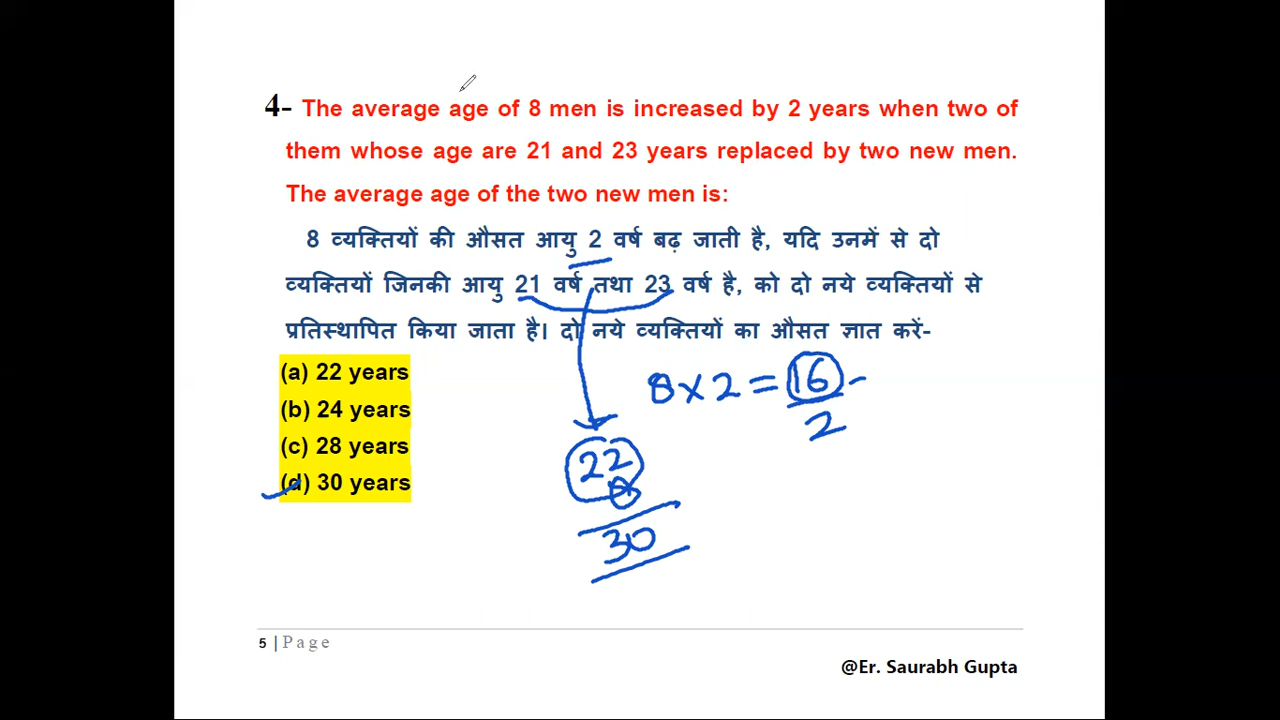 4- The average age of 8 men is increased by 2 years when two of
them whose age are 21 and 23 years replaced by two new men.
The average age of the two new men is:
8 व्यक्तियों की औसत आयु 2 वर्ष बढ़ जाती है, यदि उनमें से दो
व्यक्तियों जिनकी आयु 21 वर्ष तथा 23 वर्ष है, को दो नये व्यक्तियों से
प्रतिस्थापित किया जाता है। दो नये व्यक्तियों का औसत ज्ञात करें-
(a) 22 years
(b) 24 years
(c) 28 years
(d) 30 years
8 × 2 = 16 -
2
22
8
30
5 | Page
@Er. Saurabh Gupta